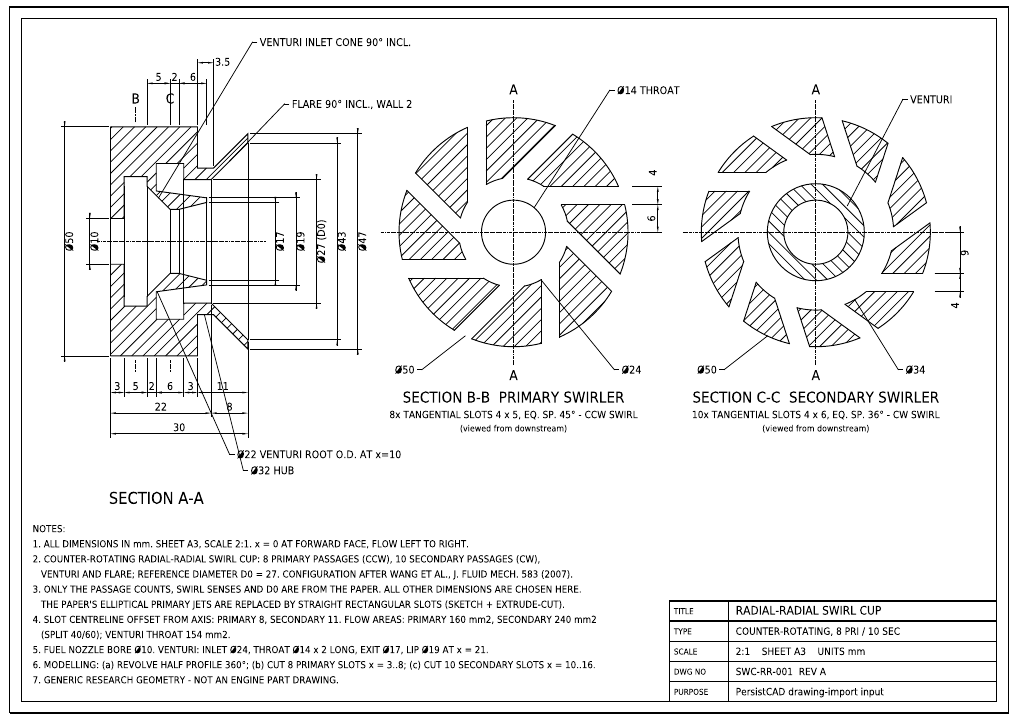 VENTURI INLET CONE 90° INCL.
3.5
5 2 6
B C
FLARE 90° INCL., WALL 2
Ø50
Ø10
Ø17
Ø19
Ø27 (D0)
Ø43
Ø47
3 5 2 6 3 11
22 8
30
Ø22 VENTURI ROOT O.D. AT x=10
Ø32 HUB
SECTION A-A
A
Ø14 THROAT
4
6
Ø50
Ø24
A
SECTION B-B PRIMARY SWIRLER
8x TANGENTIAL SLOTS 4 x 5, EQ. SP. 45° - CCW SWIRL
(viewed from downstream)
A
VENTURI
9
4
Ø50
Ø34
A
SECTION C-C SECONDARY SWIRLER
10x TANGENTIAL SLOTS 4 x 6, EQ. SP. 36° - CW SWIRL
(viewed from downstream)
NOTES:
1. ALL DIMENSIONS IN mm. SHEET A3, SCALE 2:1. x = 0 AT FORWARD FACE, FLOW LEFT TO RIGHT.
2. COUNTER-ROTATING RADIAL-RADIAL SWIRL CUP: 8 PRIMARY PASSAGES (CCW), 10 SECONDARY PASSAGES (CW),
VENTURI AND FLARE; REFERENCE DIAMETER D0 = 27. CONFIGURATION AFTER WANG ET AL., J. FLUID MECH. 583 (2007).
3. ONLY THE PASSAGE COUNTS, SWIRL SENSES AND D0 ARE FROM THE PAPER. ALL OTHER DIMENSIONS ARE CHOSEN HERE.
THE PAPER'S ELLIPTICAL PRIMARY JETS ARE REPLACED BY STRAIGHT RECTANGULAR SLOTS (SKETCH + EXTRUDE-CUT).
4. SLOT CENTRELINE OFFSET FROM AXIS: PRIMARY 8, SECONDARY 11. FLOW AREAS: PRIMARY 160 mm2, SECONDARY 240 mm2
(SPLIT 40/60); VENTURI THROAT 154 mm2.
5. FUEL NOZZLE BORE Ø10. VENTURI: INLET Ø24, THROAT Ø14 x 2 LONG, EXIT Ø17, LIP Ø19 AT x = 21.
6. MODELLING: (a) REVOLVE HALF PROFILE 360°; (b) CUT 8 PRIMARY SLOTS x = 3..8; (c) CUT 10 SECONDARY SLOTS x = 10..16.
7. GENERIC RESEARCH GEOMETRY - NOT AN ENGINE PART DRAWING.
TITLE RADIAL-RADIAL SWIRL CUP
TYPE COUNTER-ROTATING, 8 PRI / 10 SEC
SCALE 2:1 SHEET A3 UNITS mm
DWG NO SWC-RR-001 REV A
PURPOSE PersistCAD drawing-import input